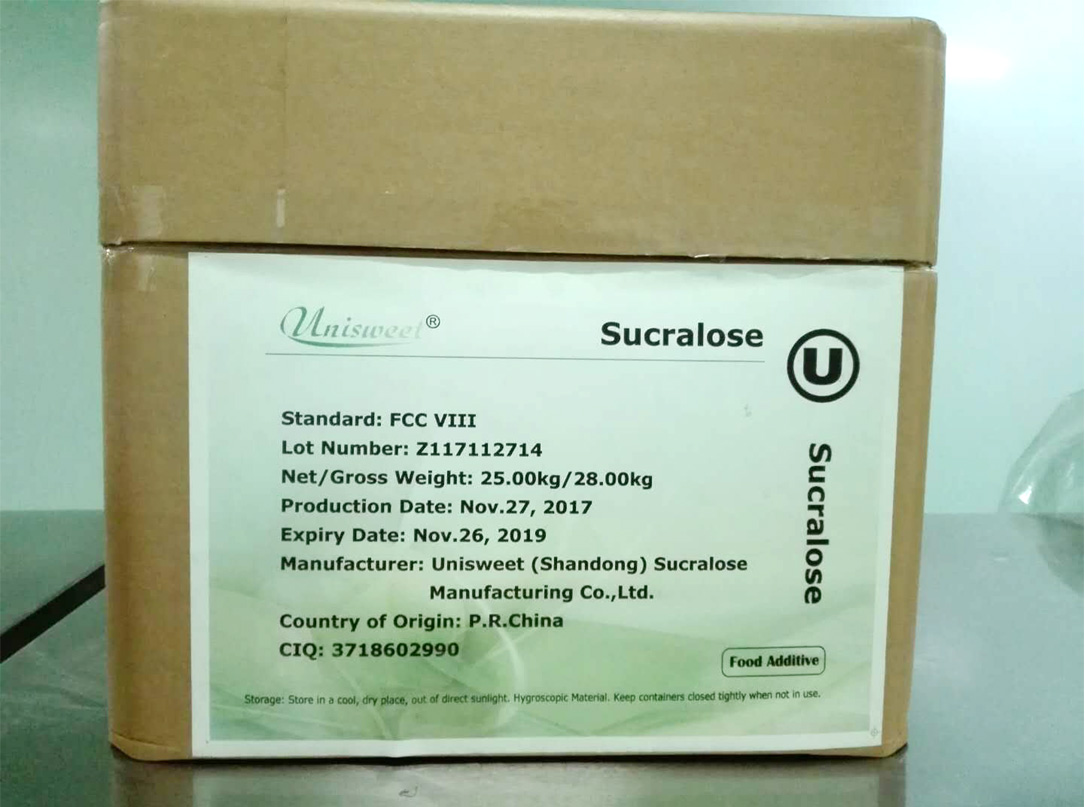 Unisweet®
Sucralose
U
Standard: FCC VIII
Lot Number: Z117112714
Net/Gross Weight: 25.00kg/28.00kg
Production Date: Nov.27, 2017
Expiry Date: Nov.26, 2019
Manufacturer: Unisweet (Shandong) Sucralose
Manufacturing Co.,Ltd.
Country of Origin: P.R.China
CIQ: 3718602990
Sucralose
Food Additive
Storage: Store in a cool, dry place, out of direct sunlight. Hygroscopic Material. Keep containers closed tightly when not in use.